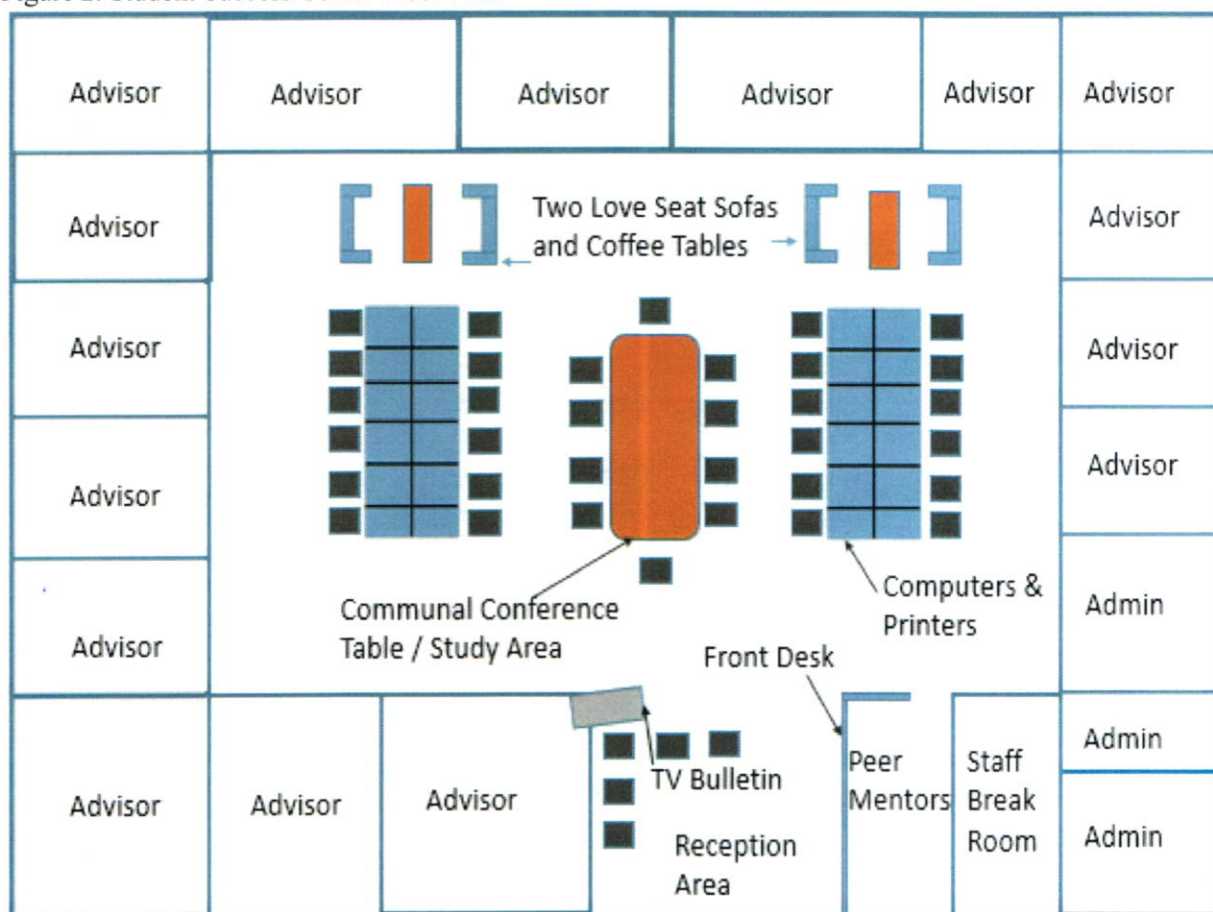 Advisor Advisor Advisor Advisor Advisor Advisor
Advisor
Two Love Seat Sofas
and Coffee Tables
Advisor
Advisor
Advisor
Advisor
Advisor
Advisor
Communal Conference
Table / Study Area
Computers &
Printers
Admin
Front Desk
Admin
Advisor
Advisor
Advisor
TV Bulletin
Reception
Area
Peer
Mentors
Staff
Break
Room
Admin